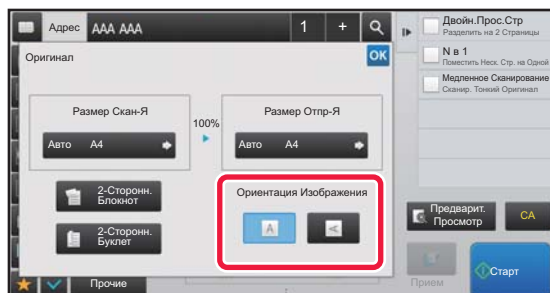 Адрес AAA AAA 1 +
Оригинал OK
Размер Скан-Я
100%
Размер Отпр-Я
Авто A4
Авто A4
2-Сторонн.
Блокнот
2-Сторонн.
Буклет
Ориентация Изображения
A A
Прочие
Двойн.Прос.Стр
Разделить на 2 Страницы
N в 1
Поместить Неск. Стр. на Одной
Медленное Сканирование
Сканир. Тонкий Оригинал
Предварит.
Просмотр
CA
Прием
Старт